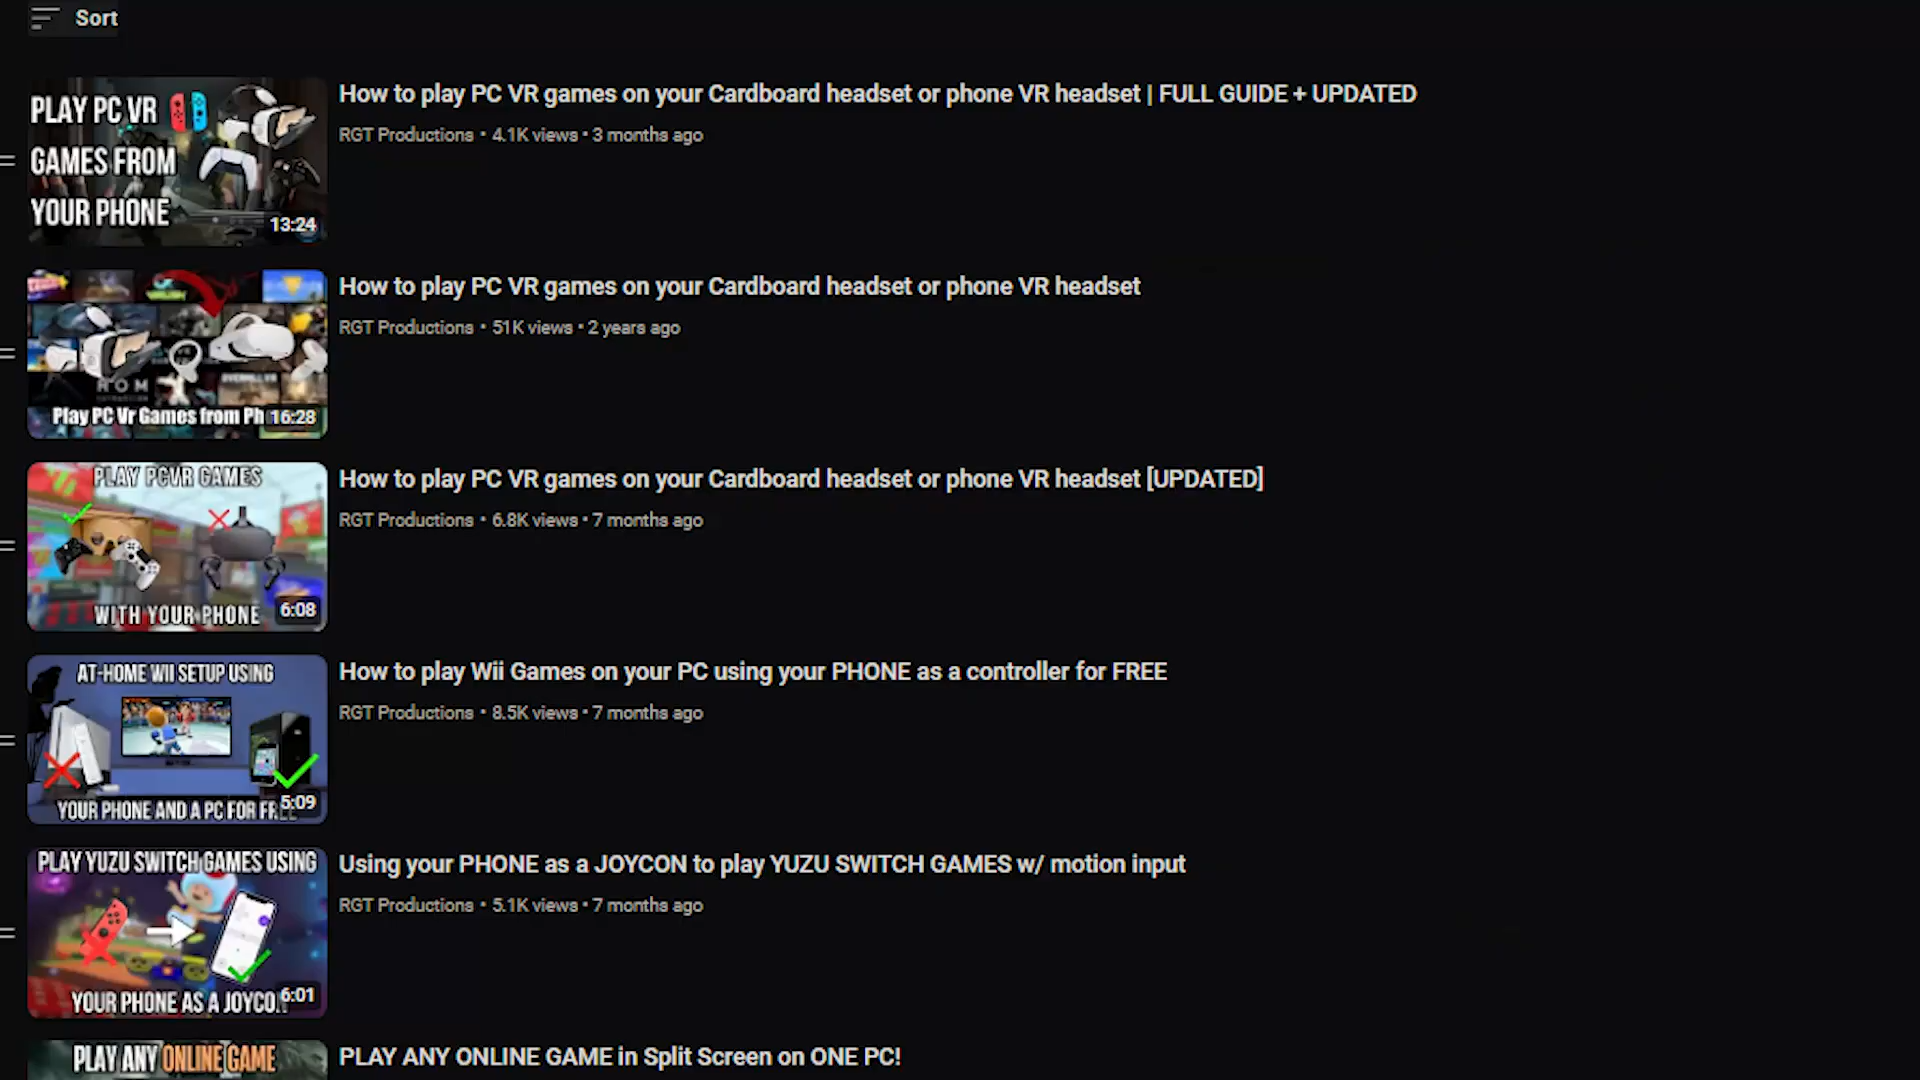 Sort
PLAY PC VR
GAMES FROM
YOUR PHONE
13:24
How to play PC VR games on your Cardboard headset or phone VR headset | FULL GUIDE + UPDATED
RGT Productions • 4.1K views • 3 months ago
Play PC Vr Games from Ph
16:28
How to play PC VR games on your Cardboard headset or phone VR headset
RGT Productions • 51K views • 2 years ago
PLAY PCVR GAMES
WITH YOUR PHONE
6:08
How to play PC VR games on your Cardboard headset or phone VR headset [UPDATED]
RGT Productions • 6.8K views • 7 months ago
AT-HOME WII SETUP USING
YOUR PHONE AND A PC FOR FR
5:09
How to play Wii Games on your PC using your PHONE as a controller for FREE
RGT Productions • 8.5K views • 7 months ago
PLAY YUZU SWITCH GAMES USING
YOUR PHONE AS A JOYCO
6:01
Using your PHONE as a JOYCON to play YUZU SWITCH GAMES w/ motion input
RGT Productions • 5.1K views • 7 months ago
PLAY ANY ONLINE GAME
PLAY ANY ONLINE GAME in Split Screen on ONE PC!